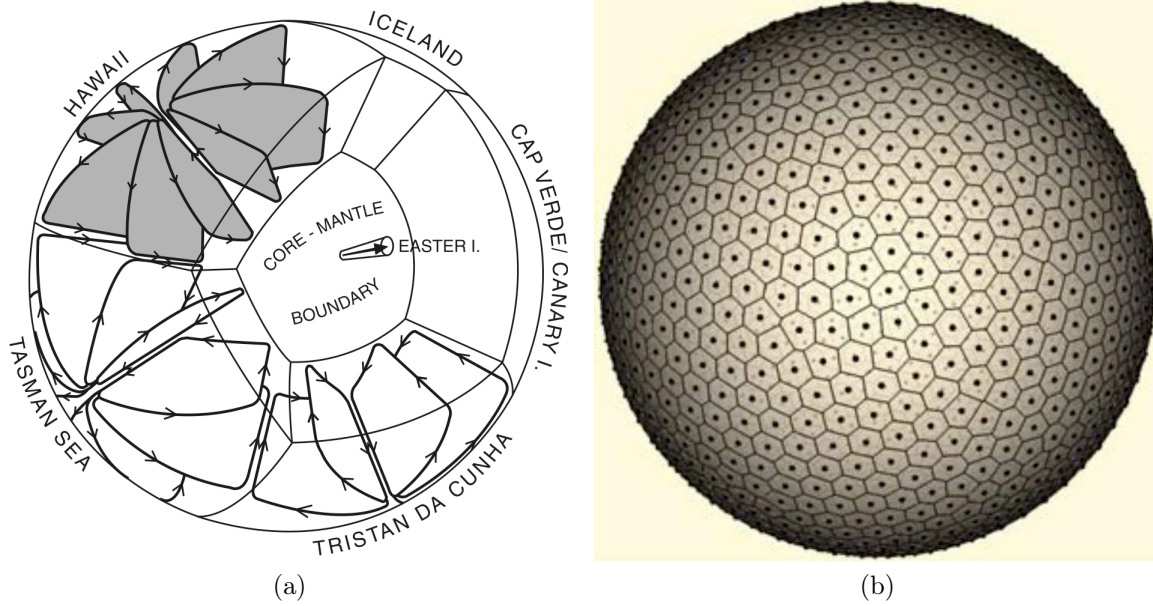 ICELAND
HAWAII
CAP VERDE/ CANARY I.
CORE - MANTLE
EASTER I.
BOUNDARY
TASMAN SEA
TRISTAN DA CUNHA
(a)
(b)